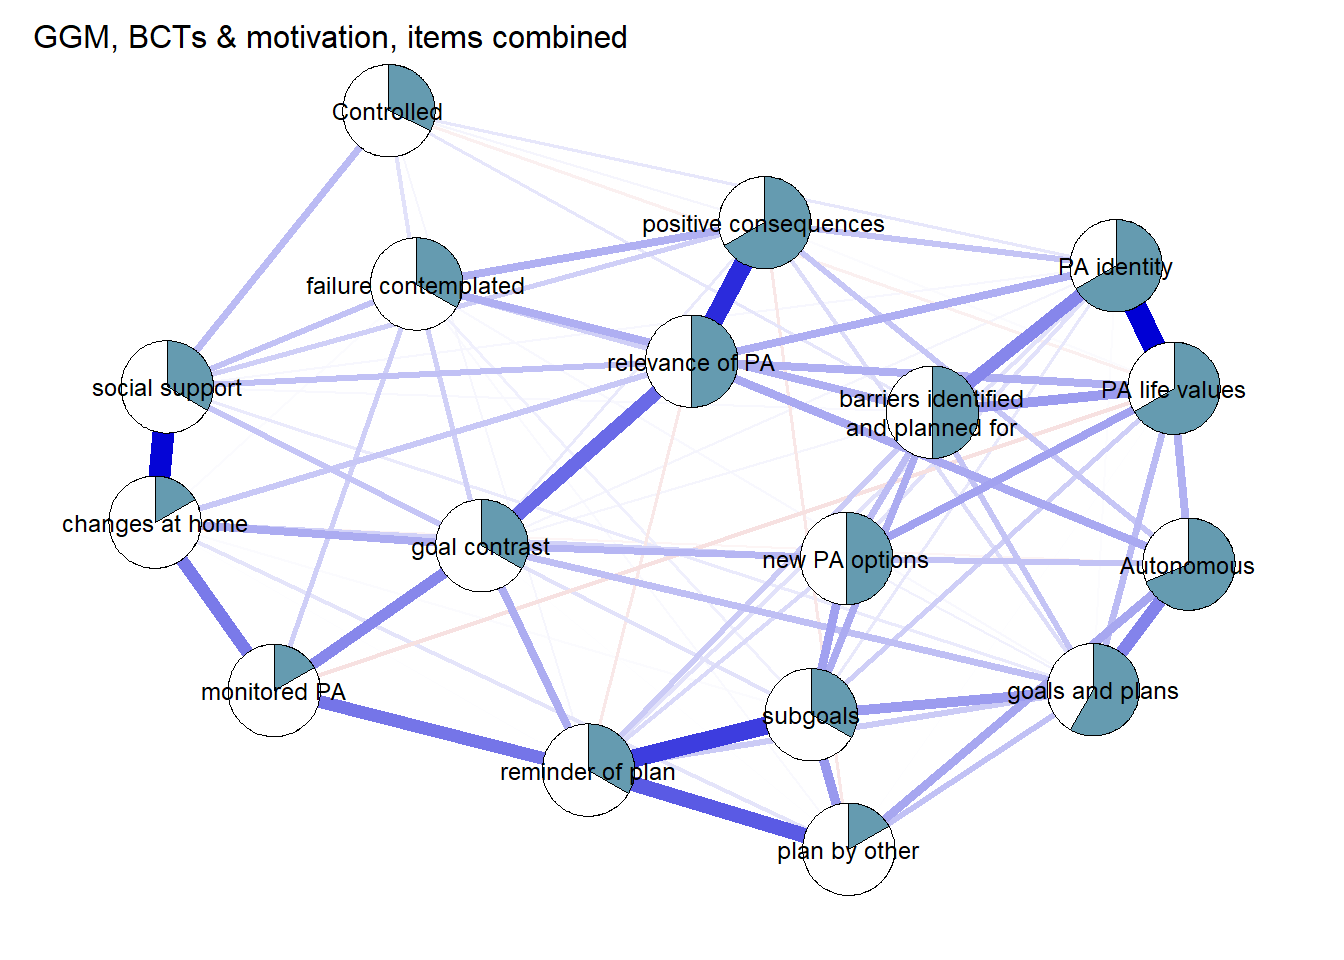 GGM, BCTs & motivation, items combined
Controlled
positive consequences
PA identity
failure contemplated
relevance of PA
social support
PA life values
barriers identified
and planned for
changes at home
goal contrast
new PA options
Autonomous
monitored PA
goals and plans
subgoals
reminder of plan
plan by other